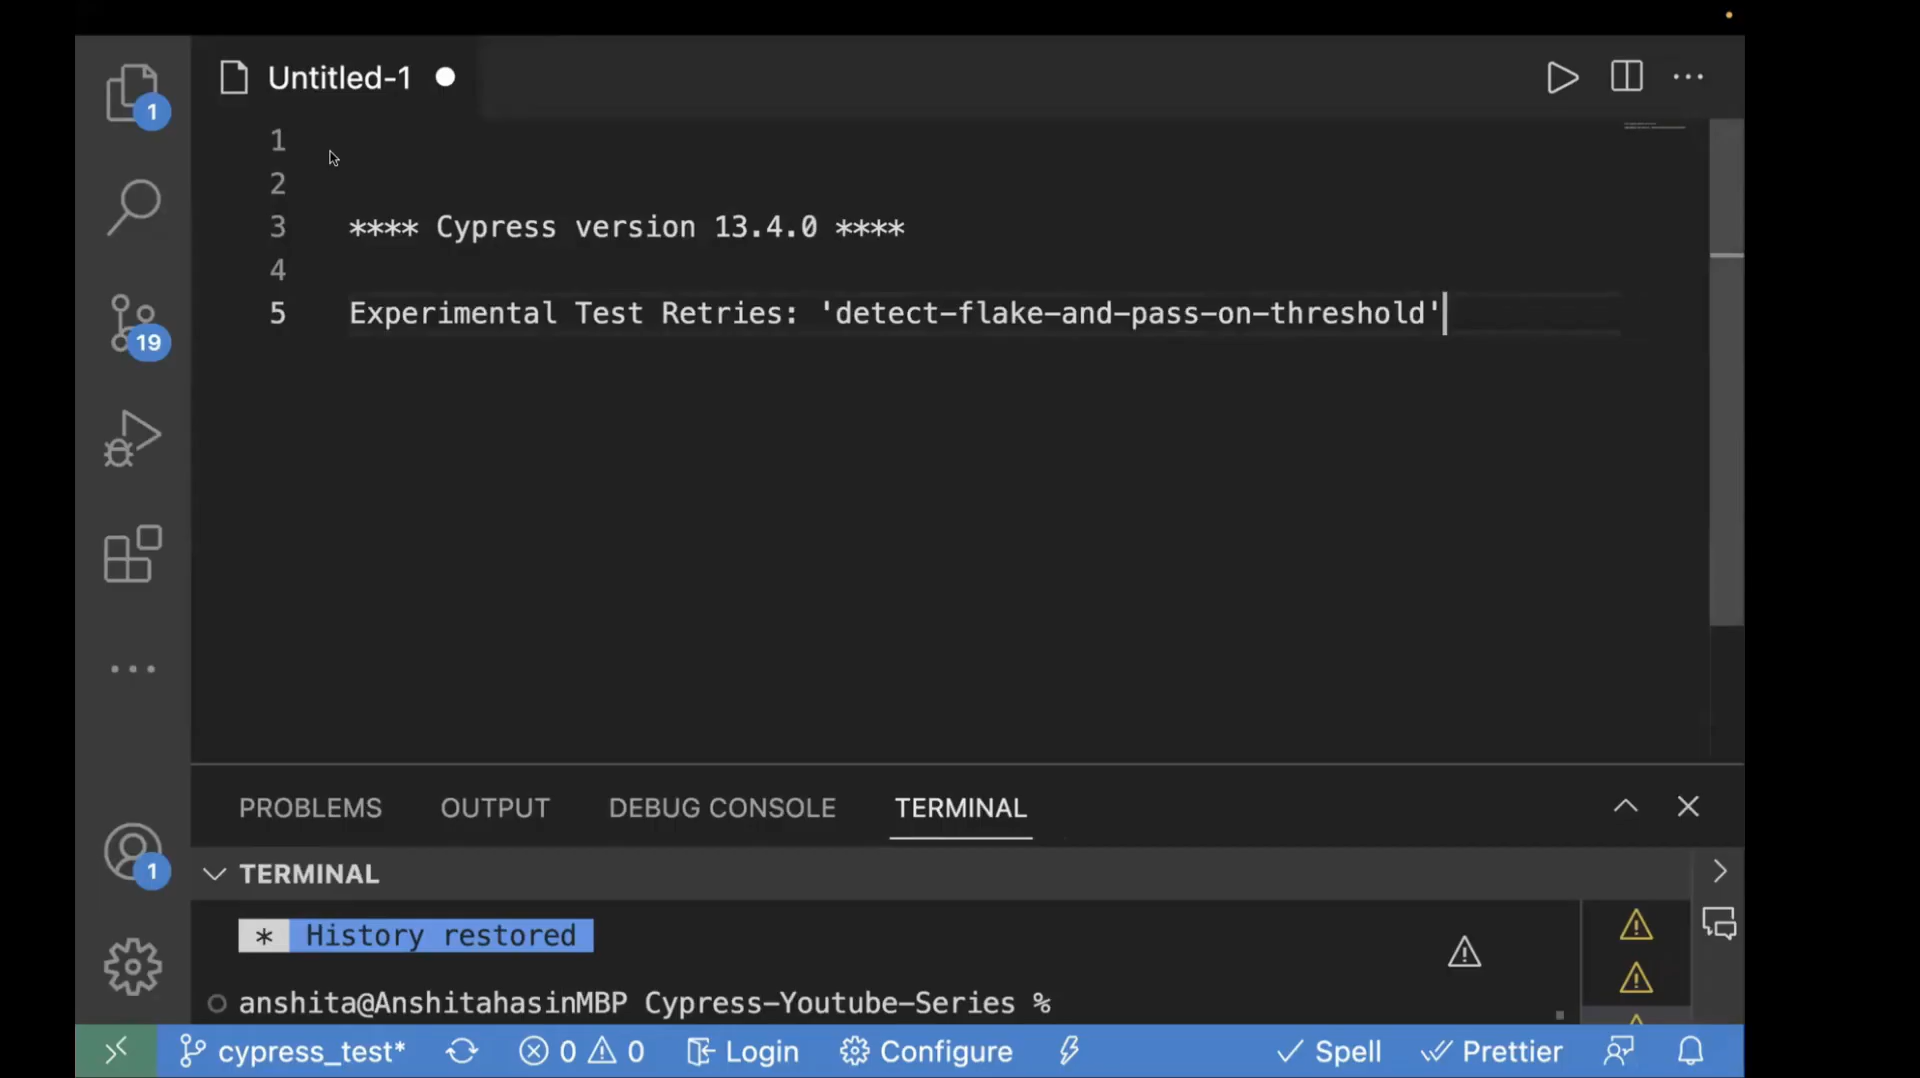 Untitled-1
1
1
2
3 **** Cypress version 13.4.0 ****
4
5 Experimental Test Retries: 'detect-flake-and-pass-on-threshold'
19
1
PROBLEMS OUTPUT DEBUG CONSOLE TERMINAL
TERMINAL
* History restored
anshita@AnshitahasinMBP Cypress-Youtube-Series %
cypress_test* 0 0 Login Configure Spell Prettier